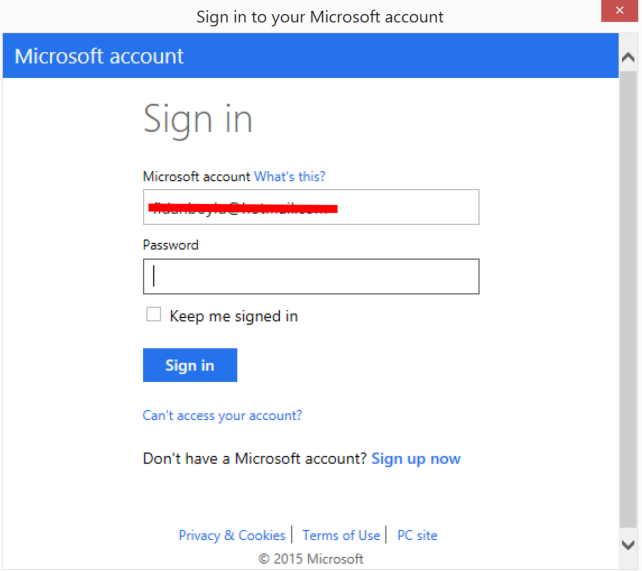 Sign in to your Microsoft account
Microsoft account
Sign in
Microsoft account What's this?
Password
Keep me signed in
Sign in
Can't access your account?
Don't have a Microsoft account? Sign up now
Privacy & Cookies | Terms of Use | PC site
© 2015 Microsoft